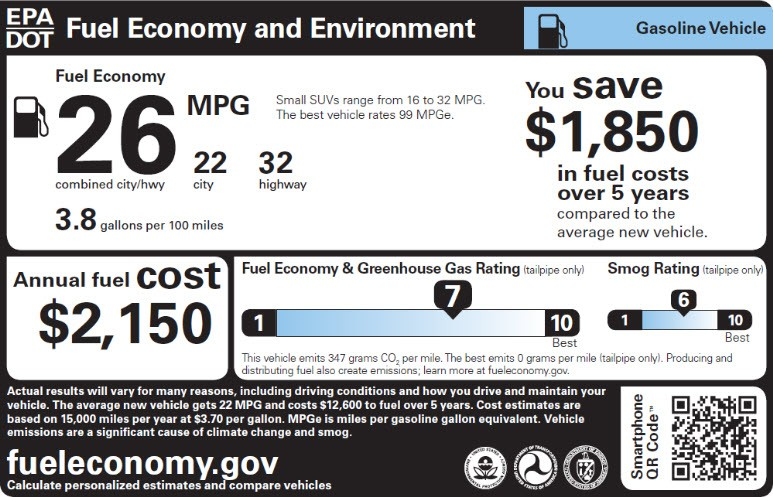 EPA
DOT
Fuel Economy and Environment
Gasoline Vehicle
Fuel Economy
26
MPG
combined city/hwy
22
city
32
highway
3.8 gallons per 100 miles
Small SUVs range from 16 to 32 MPG.
The best vehicle rates 99 MPGe.
You save
$1,850
in fuel costs
over 5 years
compared to the
average new vehicle.
Annual fuel cost
$2,150
Fuel Economy & Greenhouse Gas Rating (tailpipe only)
7
1
10
Best
This vehicle emits 347 grams CO₂ per mile. The best emits 0 grams per mile (tailpipe only). Producing and
distributing fuel also create emissions; learn more at fueleconomy.gov.
Smog Rating (tailpipe only)
6
1
10
Best
Actual results will vary for many reasons, including driving conditions and how you drive and maintain your
vehicle. The average new vehicle gets 22 MPG and costs $12,600 to fuel over 5 years. Cost estimates are
based on 15,000 miles per year at $3.70 per gallon. MPGe is miles per gasoline gallon equivalent. Vehicle
emissions are a significant cause of climate change and smog.
fueleconomy.gov
Calculate personalized estimates and compare vehicles
Smartphone
QR Code™